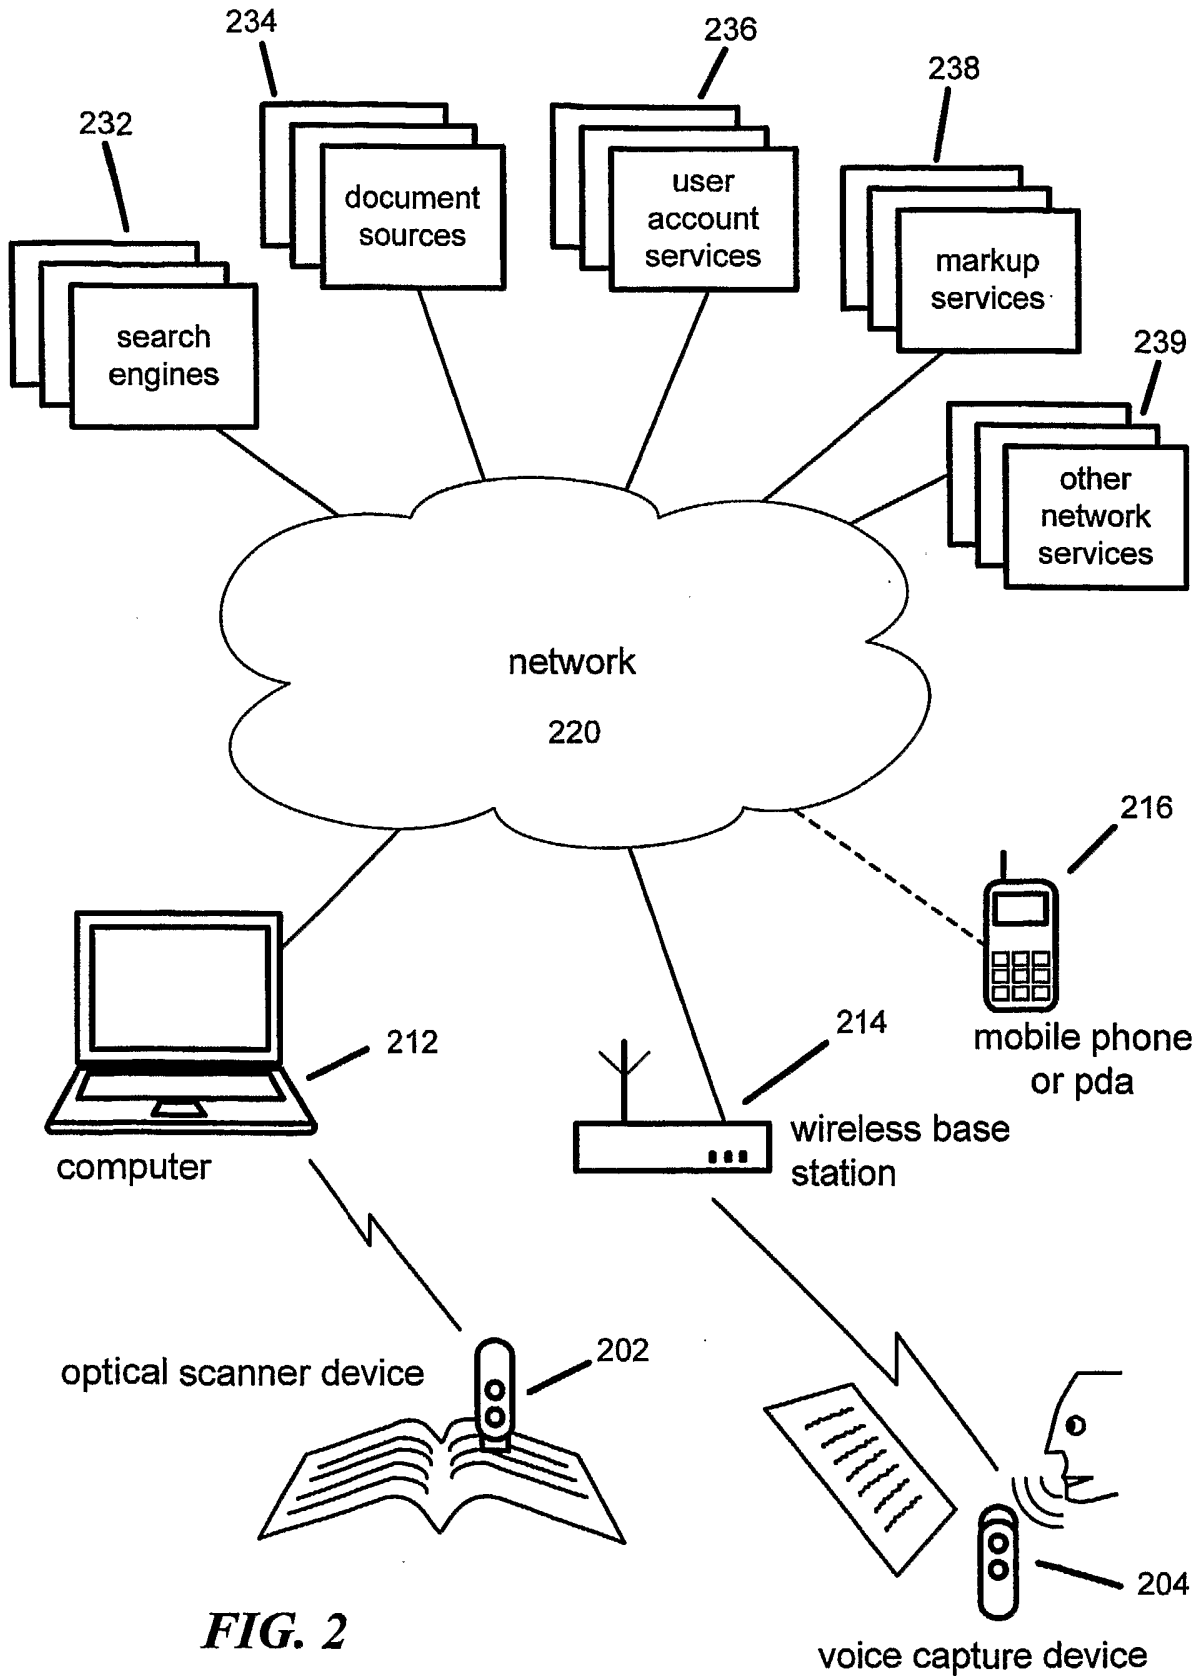 234
236
238
232
document
sources
user
account
services
markup
services
239
search
engines
other
network
services
network
220
216
mobile phone
or pda
214
212
wireless base
station
computer
202
optical scanner device
204
FIG. 2
voice capture device